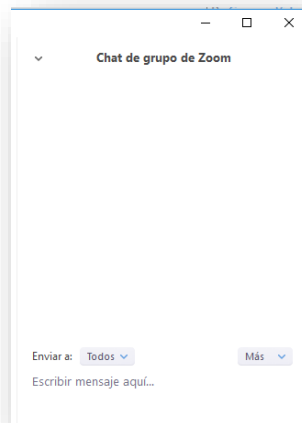 Chat de grupo de Zoom
Enviar a: Todos Más
Escribir mensaje aquí...